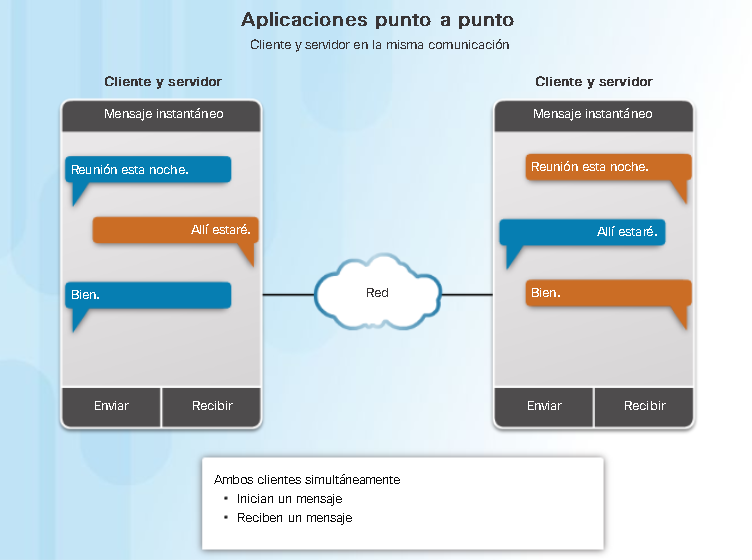 Aplicaciones punto a punto
Cliente y servidor en la misma comunicación
Cliente y servidor
Mensaje instantáneo
Reunión esta noche.
Allí estaré.
Bien.
Enviar
Recibir
Red
Cliente y servidor
Mensaje instantáneo
Reunión esta noche.
Allí estaré.
Bien.
Enviar
Recibir
Ambos clientes simultáneamente
• Inician un mensaje
• Reciben un mensaje